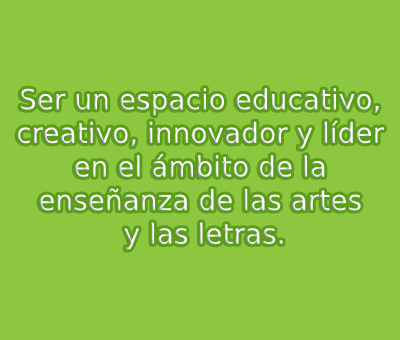 Ser un espacio educativo,
creativo, innovador y líder
en el ámbito de la
enseñanza de las artes
y las letras.